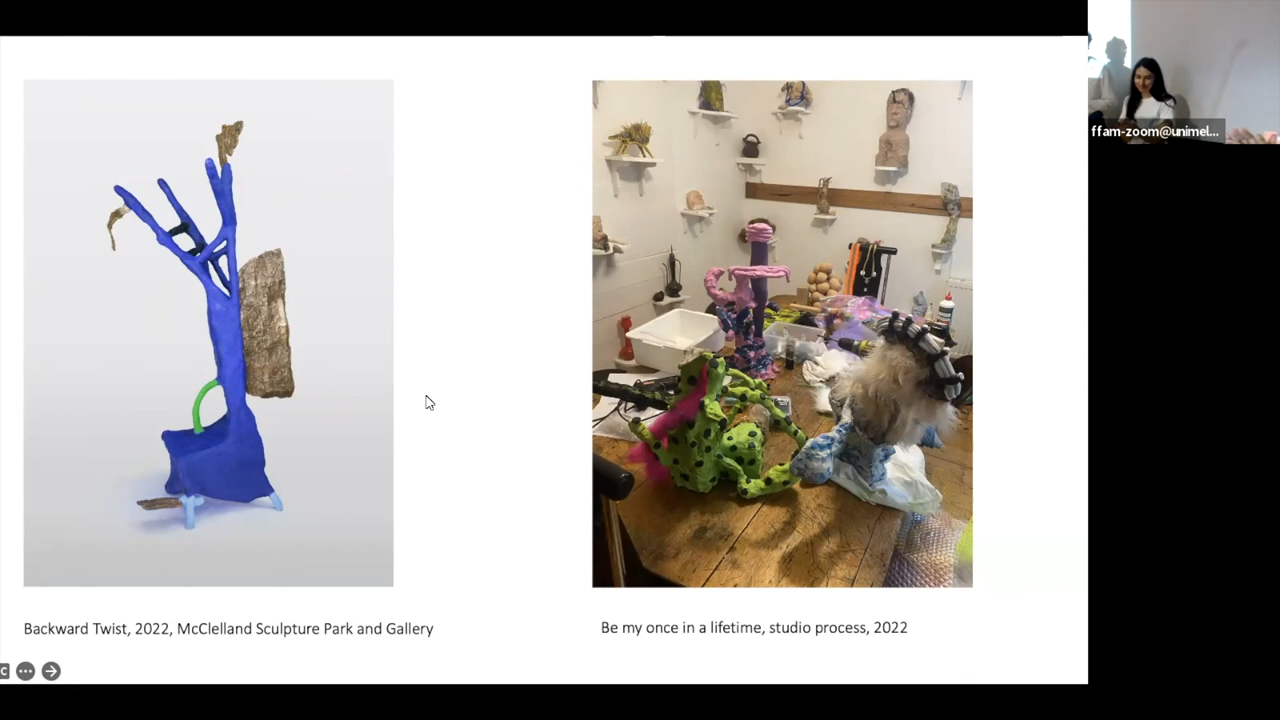 ffam-zoom@unimel...
Backward Twist, 2022, McClelland Sculpture Park and Gallery
Be my once in a lifetime, studio process, 2022